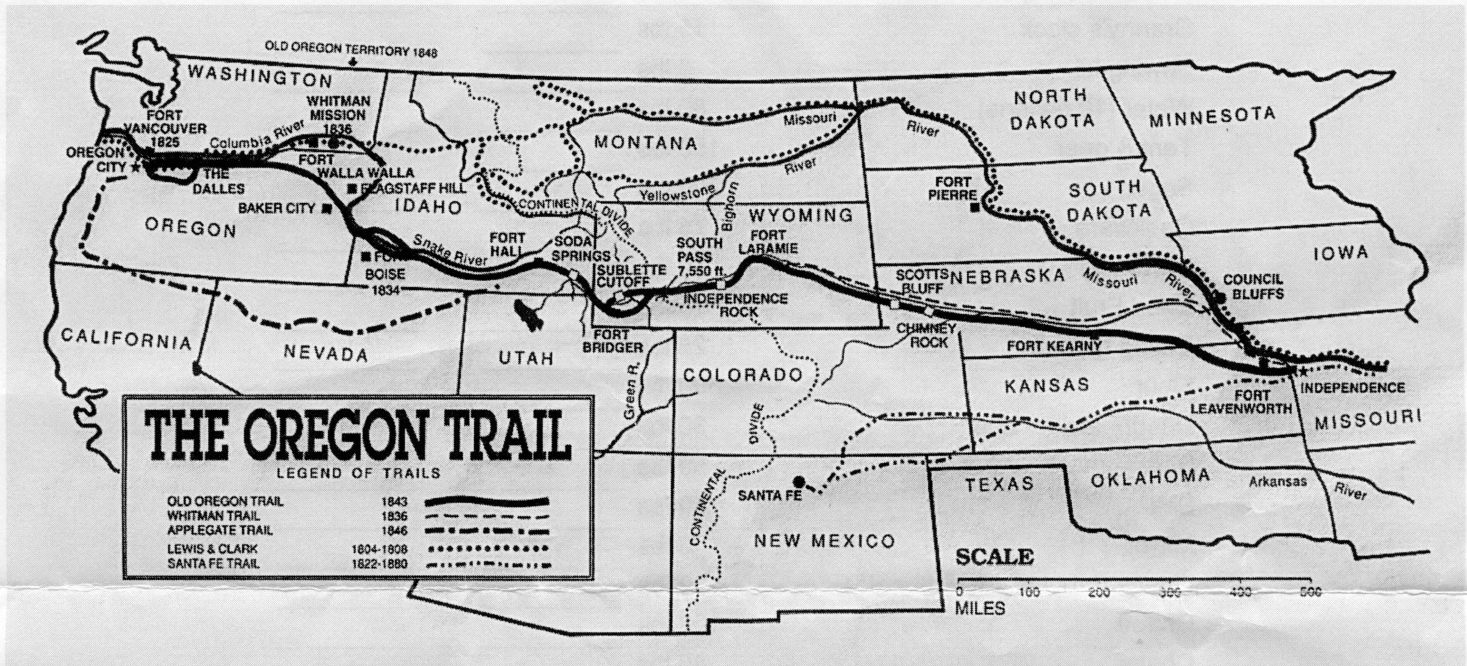 OLD OREGON TERRITORY 1848
WASHINGTON
FORT
VANCOUVER
1825
WHITMAN
MISSION
1836
Columbia River
OREGON
CITY
THE
DALLES
FORT
WALLA WALLA
FLAGSTAFF HILL
BAKER CITY
OREGON
IDAHO
FORT
BOISE
1834
Snake River
FORT
HALL
SODA
SPRINGS
CONTINENTAL DIVIDE
MONTANA
Missouri
River
Yellowstone
River
Bighorn
WYOMING
SUBLETTE
CUTOFF
SOUTH
PASS
7,550 ft.
FORT
LARAMIE
INDEPENDENCE
ROCK
FORT
BRIDGER
NORTH
DAKOTA
MINNESOTA
FORT
PIERRE
SOUTH
DAKOTA
IOWA
SCOTTS
BLUFF
NEBRASKA
Missouri
River
COUNCIL
BLUFFS
CHIMNEY
ROCK
FORT KEARNY
CALIFORNIA
NEVADA
UTAH
Green R.
COLORADO
KANSAS
FORT
LEAVENWORTH
INDEPENDENCE
MISSOURI
CONTINENTAL
DIVIDE
SANTA FE
NEW MEXICO
TEXAS
OKLAHOMA
Arkansas
River
THE OREGON TRAIL
LEGEND OF TRAILS
OLD OREGON TRAIL 1843
WHITMAN TRAIL 1836
APPLEGATE TRAIL 1846
LEWIS & CLARK 1804-1808
SANTA FE TRAIL 1822-1880
SCALE
0 100 200 300 400 500
MILES